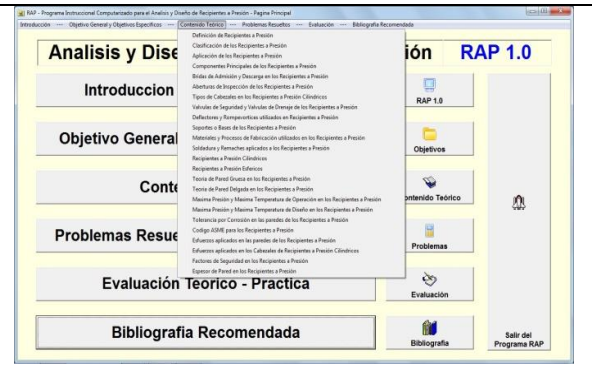 RAP - Programa Instruccional Computarizado para el Analisis y Diseño de Recipientes a Presión - Pagina Principal
Introducción --- Objetivo General y Objetivos Específicos --- Contenido Teórico --- Problemas Resueltos --- Evaluación --- Bibliografia Recomendada
Analisis y Dise
ión RAP 1.0
Definición de Recipientes a Presión
Clasificación de los Recipientes a Presión
Aplicación de los Recipientes a Presión
Componentes Principales de los Recipientes a Presión
Bridas de Admisión y Descarga en los Recipientes a Presión
Aberturas de Inspección de los Recipientes a Presión
Tipos de Cabezales en los Recipientes a Presión Cilíndricos
Valvulas de Seguridad y Valvulas de Drenaje de los Recipientes a Presión
Deflectores y Rompevortices utilizados en Recipientes a Presión
Soportes o Bases de los Recipientes a Presión
Materiales y Procesos de Fabricación utilizados en los Recipientes a Presión
Soldadura y Remaches aplicados a los Recipientes a Presión
Recipientes a Presión Cilíndricos
Recipientes a Presión Esfericos
Teoria de Pared Gruesa en los Recipientes a Presión
Teoria de Pared Delgada en los Recipientes a Presión
Maxima Presión y Maxima Temperatura de Operación en los Recipientes a Presión
Maxima Presión y Maxima Temperatura de Diseño en los Recipientes a Presión
Tolerancia por Corrosión en las paredes de los Recipientes a Presión
Codigo ASME para los Recipientes a Presión
Esfuerzos aplicados en las paredes de los Recipientes a Presión
Esfuerzos aplicados en los Cabezales de Recipientes a Presión Cilíndricos
Factores de Seguridad en los Recipientes a Presión
Espesor de Pared en los Recipientes a Presión
Introduccion
RAP 1.0
Objetivo General
Objetivos
Conte
ontenido Teórico
Problemas Resue
Problemas
Evaluación Teorico - Practica
Evaluación
Bibliografia Recomendada
Bibliografia
Salir del
Programa RAP